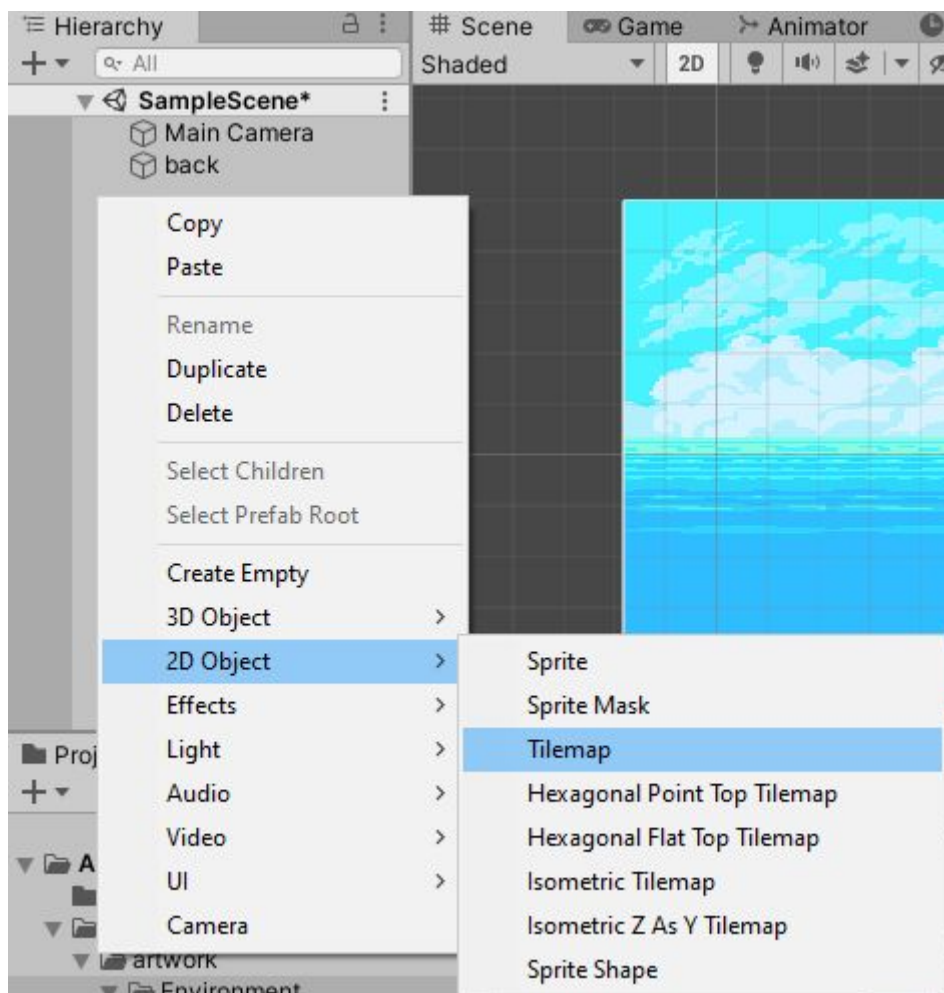 Hierarchy
Scene
Game
Animator
All
Shaded
2D
SampleScene*
Main Camera
back
Copy
Paste
Rename
Duplicate
Delete
Select Children
Select Prefab Root
Create Empty
3D Object
2D Object
Effects
Light
Audio
Video
UI
Camera
Sprite
Sprite Mask
Tilemap
Hexagonal Point Top Tilemap
Hexagonal Flat Top Tilemap
Isometric Tilemap
Isometric Z As Y Tilemap
Sprite Shape
Proj
A
artwork
Environment